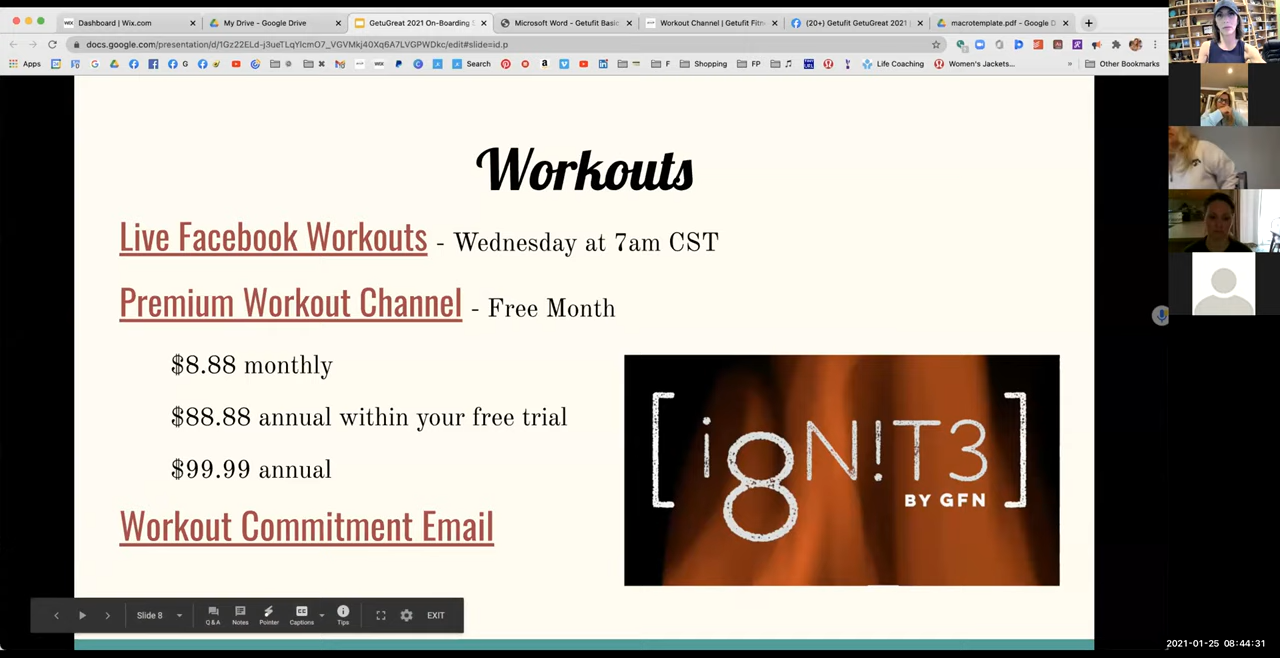 Dashboard | Wix.com
My Drive - Google Drive
GetuGreat 2021 On-Boarding S
Microsoft Word - Getufit Basic
Workout Channel | Getufit Fitn
(20+) Getufit GetuGreat 2021
macrotemplate.pdf - Google D
docs.google.com/presentation/d/1Gz22ELd-j3ueTLqYlcmO7_VGVMkj40Xq6A7LVGPWDkc/edit#slide=id.p
Apps
G
Search
F
Shopping
FP
Life Coaching
Women's Jackets...
»
Other Bookmarks
Workouts
Live Facebook Workouts - Wednesday at 7am CST
Premium Workout Channel - Free Month
$8.88 monthly
$88.88 annual within your free trial
$99.99 annual
Workout Commitment Email
[i8N!T3]
BY GFN
Slide 8
Q & A
Notes
Pointer
Captions
Tips
EXIT
2021-01-25 08:44:31